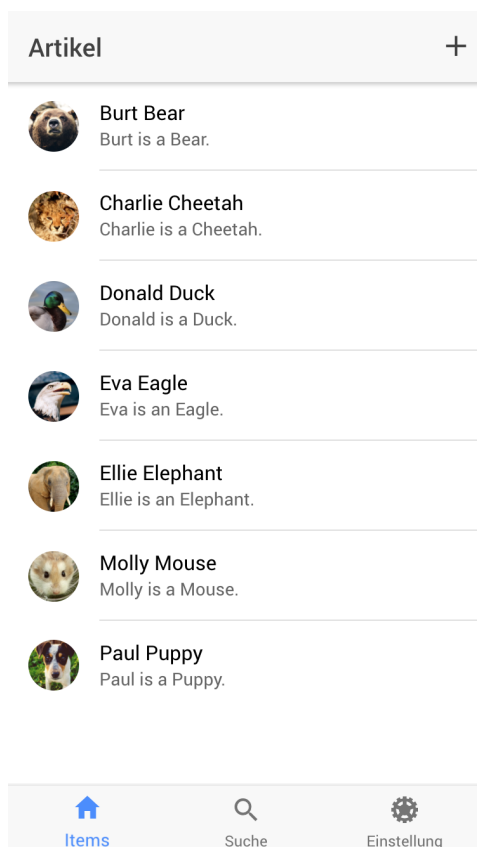 Artikel
Burt Bear
Burt is a Bear.
Charlie Cheetah
Charlie is a Cheetah.
Donald Duck
Donald is a Duck.
Eva Eagle
Eva is an Eagle.
Ellie Elephant
Ellie is an Elephant.
Molly Mouse
Molly is a Mouse.
Paul Puppy
Paul is a Puppy.
Items
Suche
Einstellung